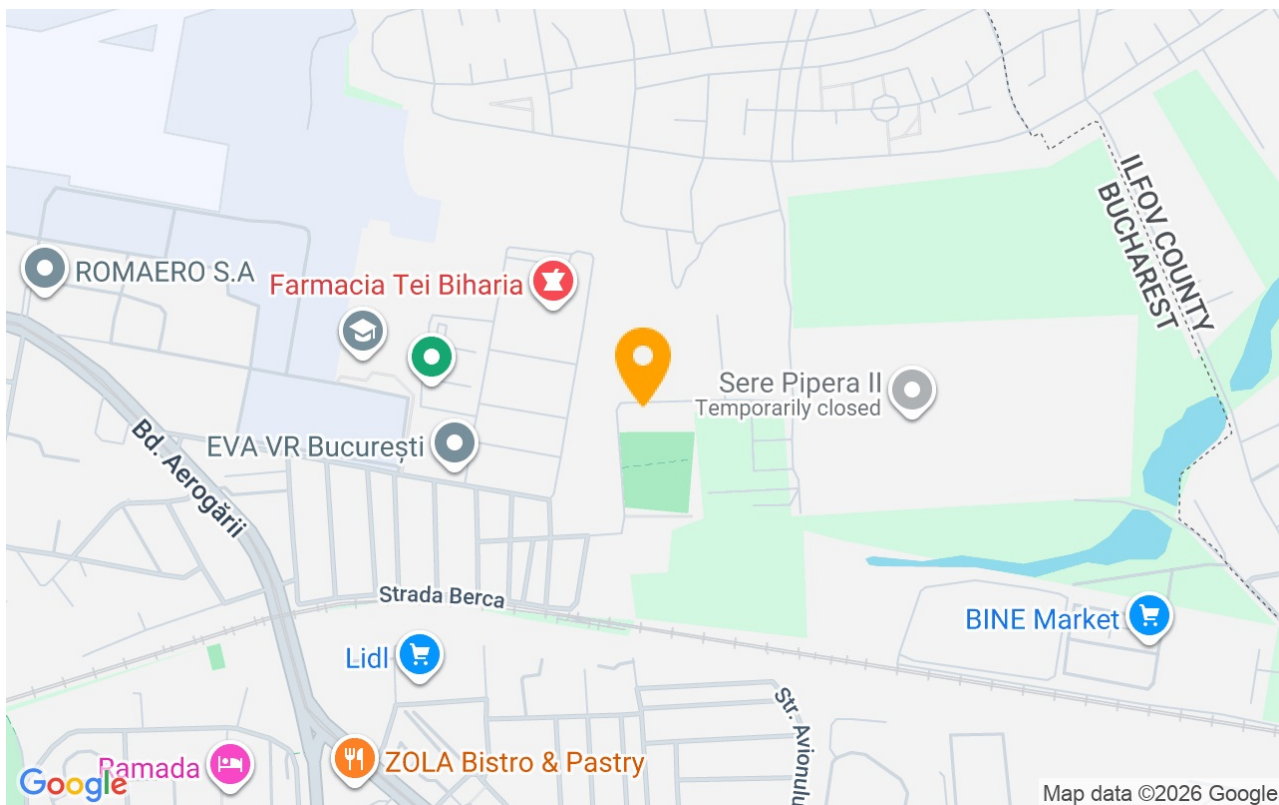 ILFOV COUNTY
BUCHAREST
ROMAERO S.A
Farmacia Tei Biharia
Sere Pipera II
Temporarily closed
EVA VR București
Bd. Aerogării
Strada Berca
BINE Market
Lidl
Str. Avionului
ZOLA Bistro & Pastry
Ramada
Google
Map data ©2026 Google